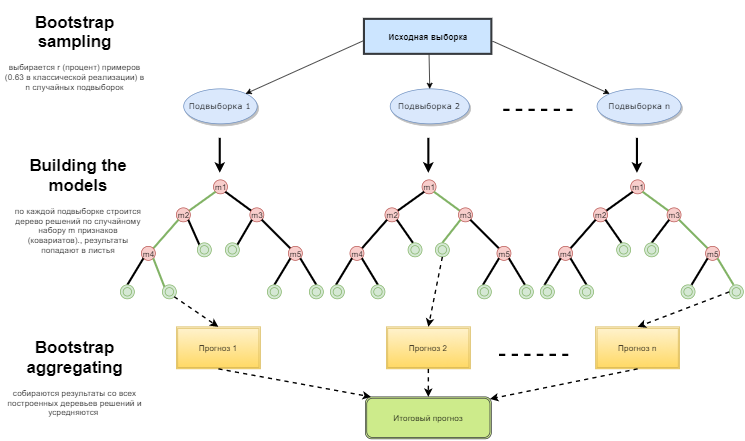 Bootstrap
sampling
выбирается r (процент) примеров
(0.63 в классической реализации) в
n случайных подвыборок
Исходная выборка
Подвыборка 1
Подвыборка 2
Подвыборка n
Building the
models
по каждой подвыборке строится
дерево решений по случайному
набору m признаков
(ковариатов)., результаты
попадают в листья
m1
m2
m3
m4
m5
m1
m2
m3
m4
m5
m1
m2
m3
m4
m5
Bootstrap
aggregating
собираются результаты со всех
построенных деревьев решений и
усредняются
Прогноз 1
Прогноз 2
Прогноз n
Итоговый прогноз